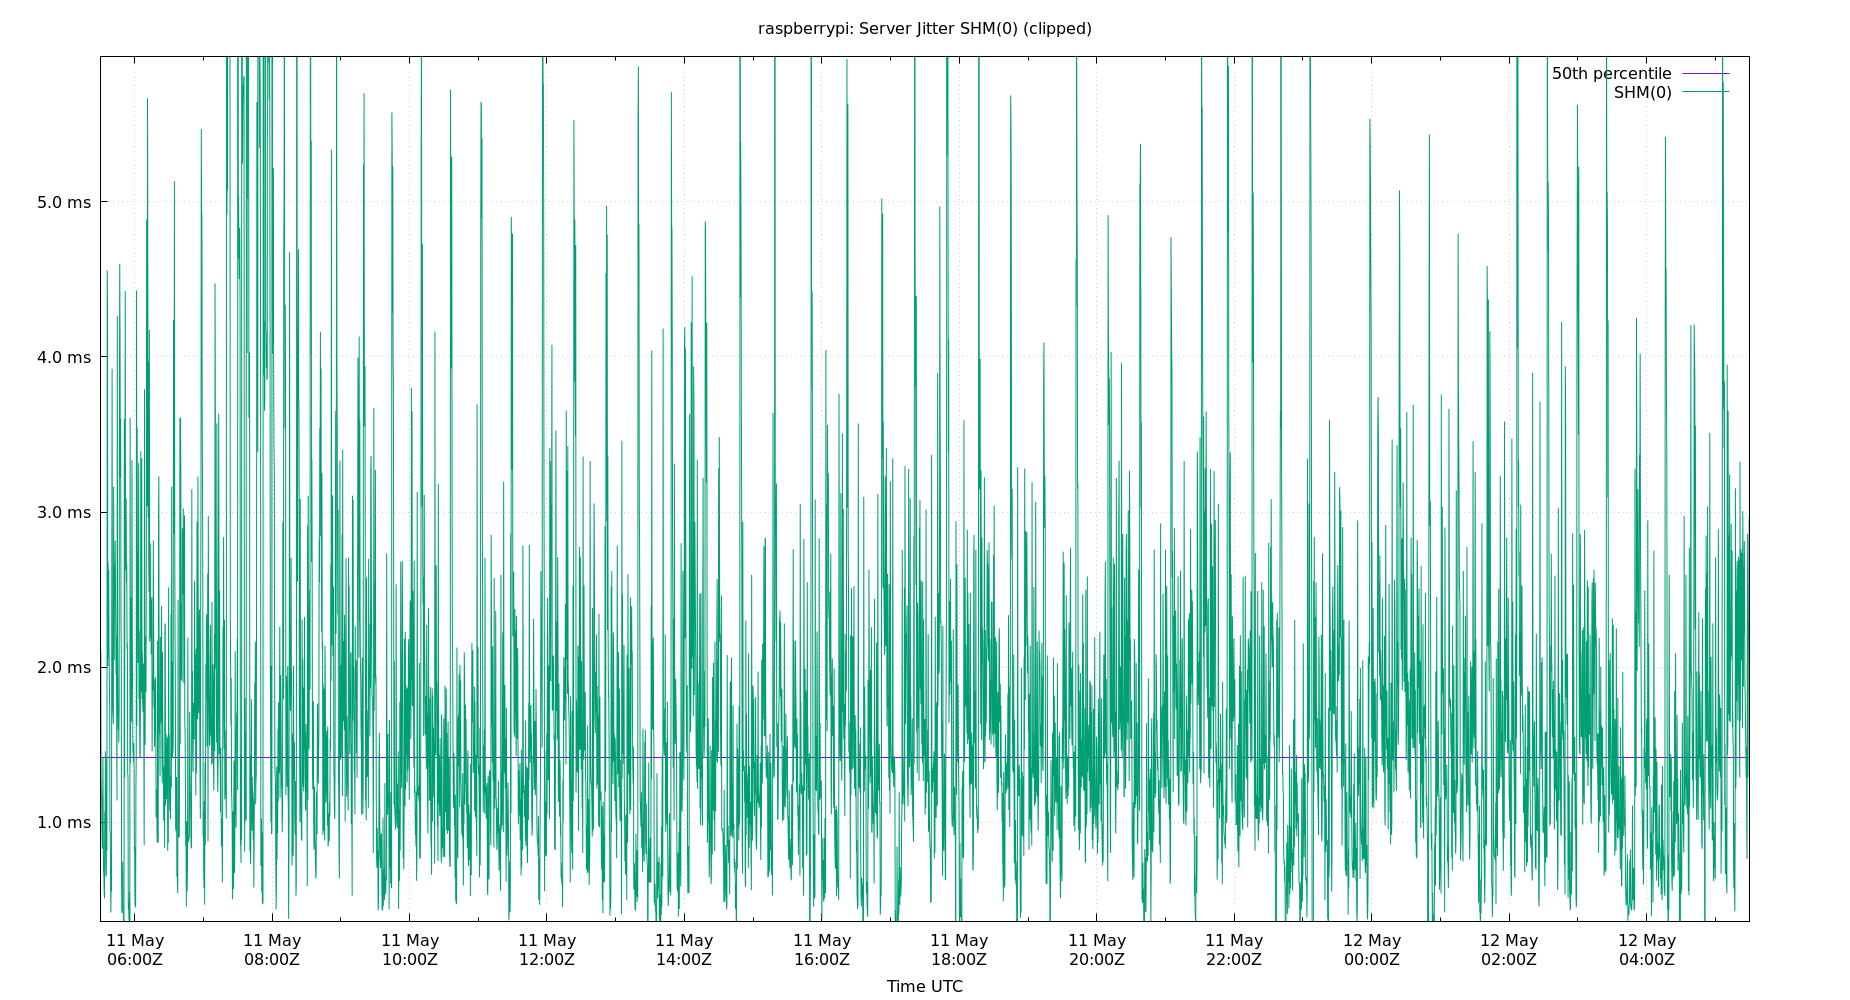 raspberrypi: Server Jitter SHM(0) (clipped)
50th percentile
SHM(0)
5.0 ms
4.0 ms
3.0 ms
2.0 ms
1.0 ms
11 May 11 May 11 May 11 May 11 May 11 May 11 May 11 May 11 May 12 May 12 May 12 May
06:00Z 08:00Z 10:00Z 12:00Z 14:00Z 16:00Z 18:00Z 20:00Z 22:00Z 00:00Z 02:00Z 04:00Z
Time UTC